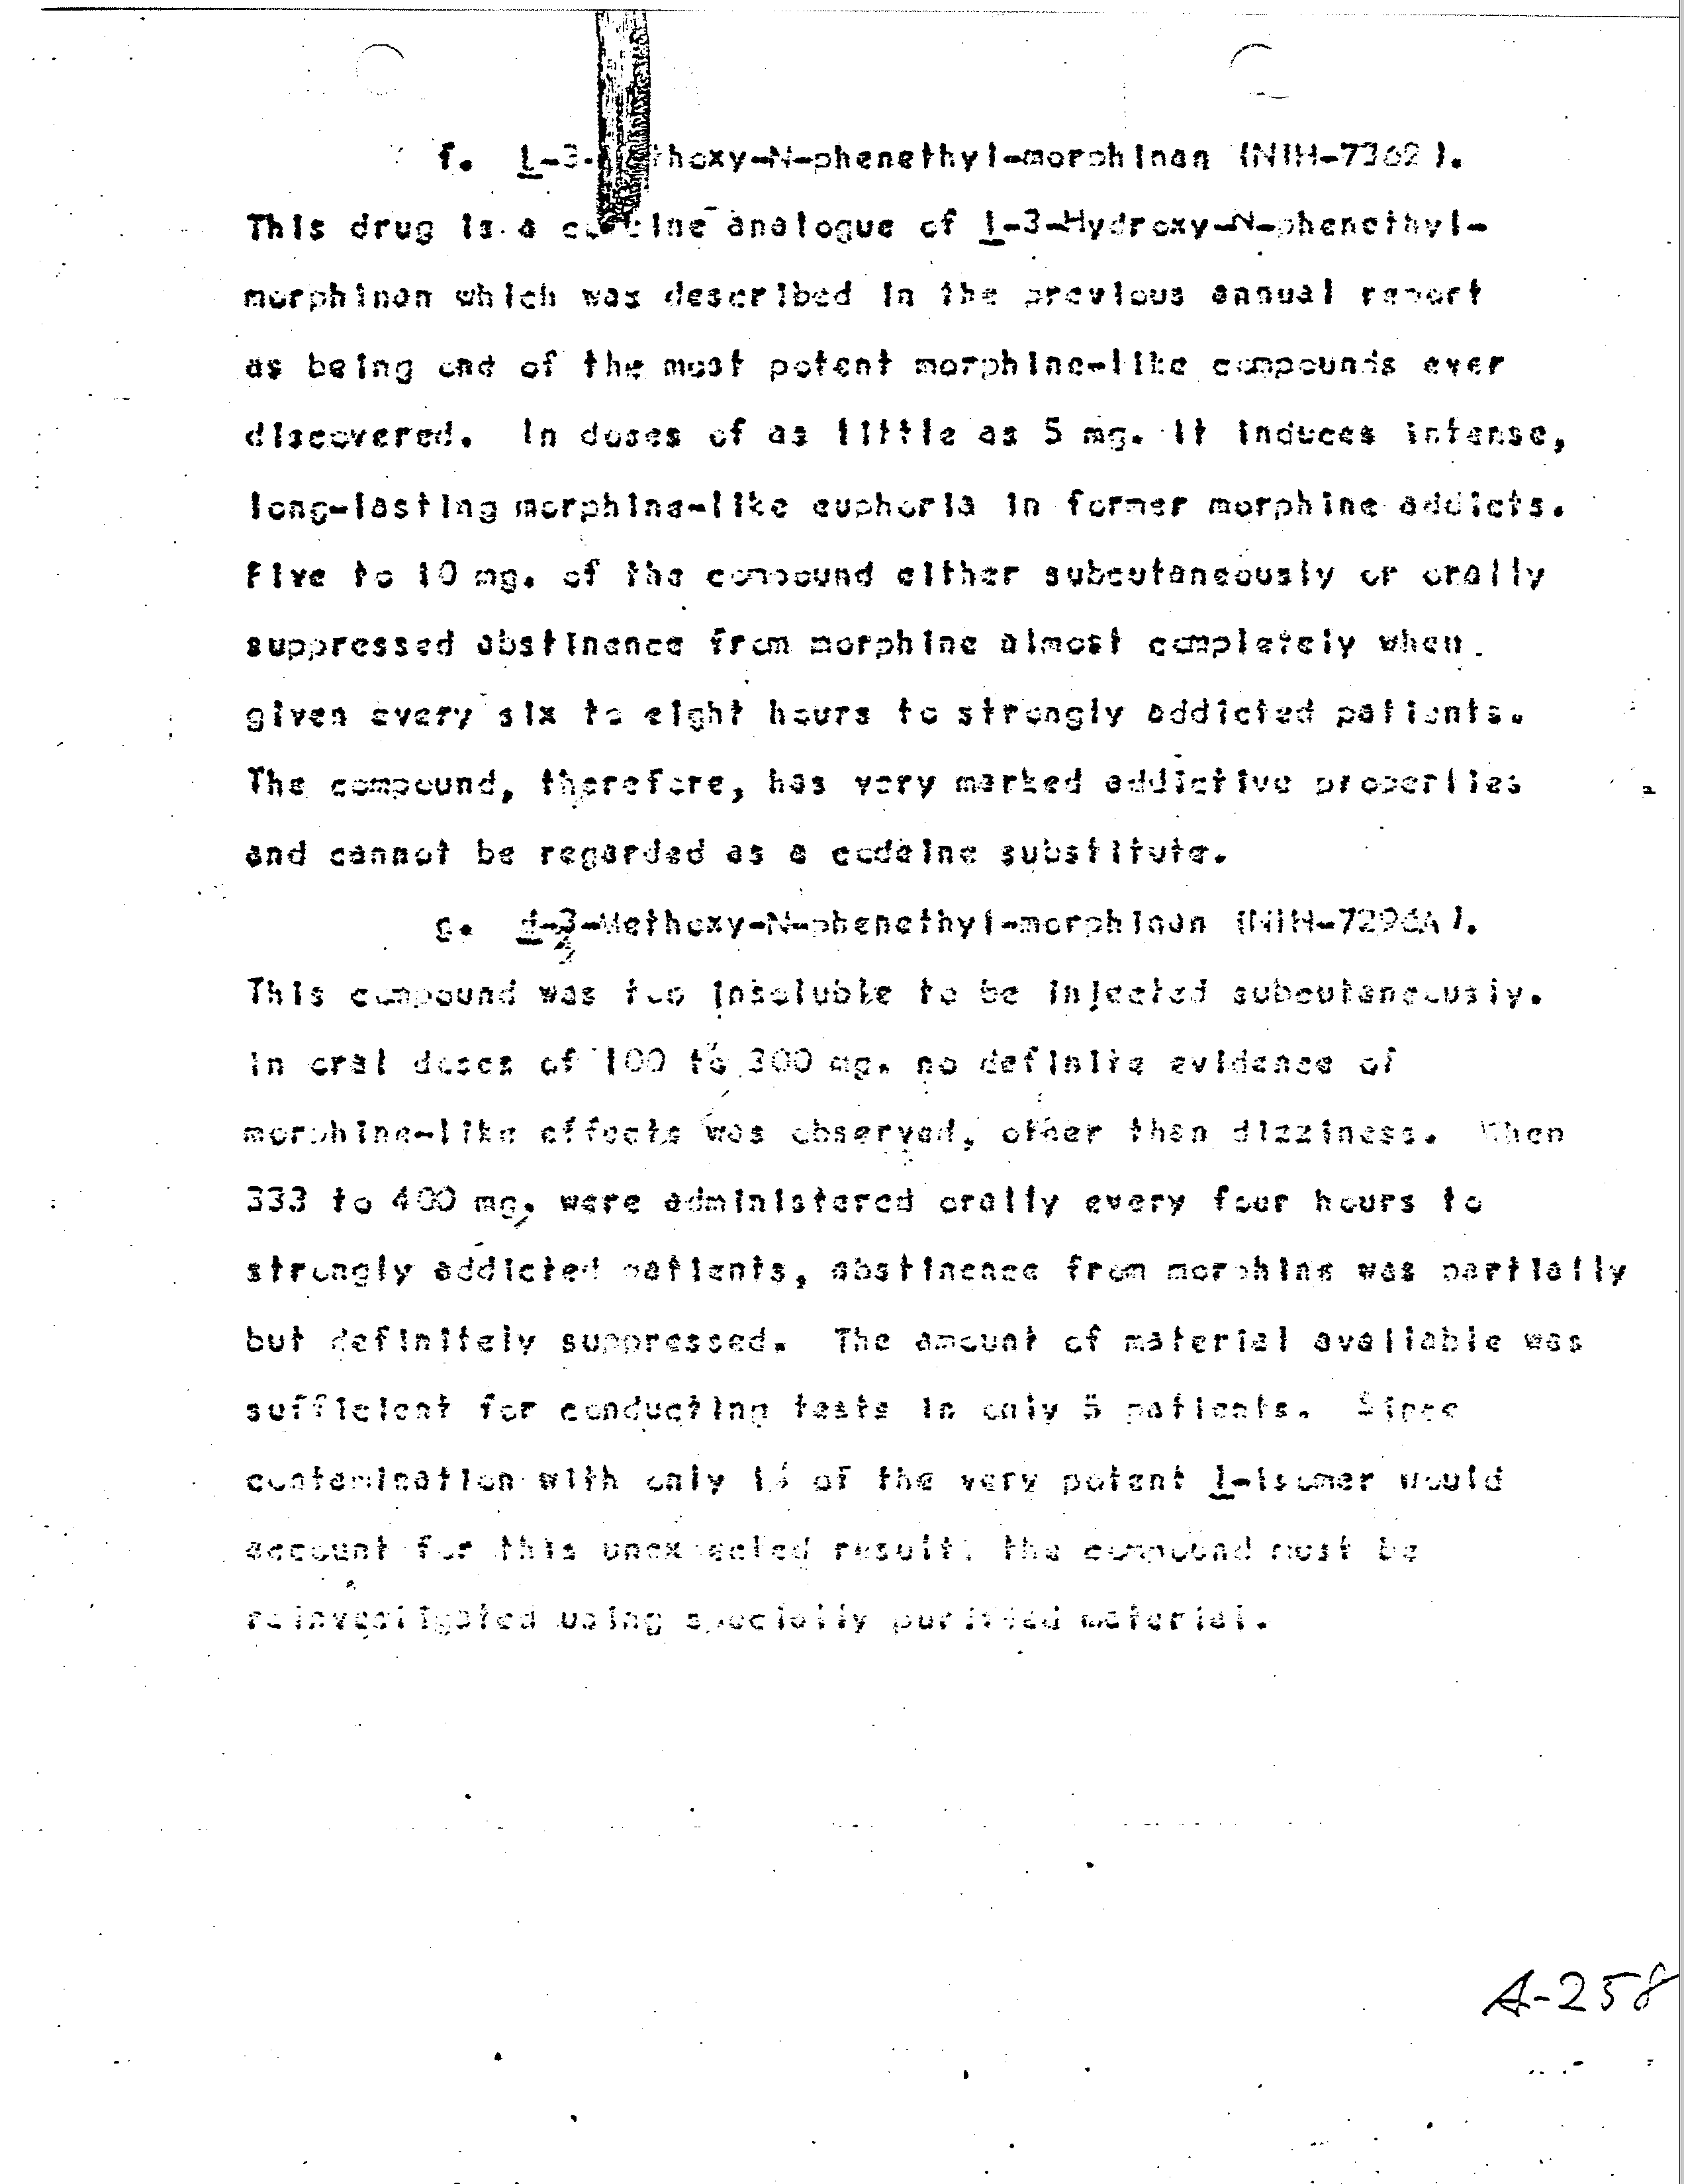 f. L-3-Methoxy-N-phenethyl-morphinan (NIH-7362).
This drug is a codeine analogue of l-3-Hydroxy-N-phenethyl-
morphinan which was described in the previous annual report
as being one of the most potent morphine-like compounds ever
discovered. In doses of as little as 5 mg. it induces intense,
long-lasting morphine-like euphoria in former morphine addicts.
Five to 10 mg. of the compound either subcutaneously or orally
suppressed abstinence from morphine almost completely when
given every six to eight hours to strongly addicted patients.
The compound, therefore, has very marked addictive properties
and cannot be regarded as a codeine substitute.
g. d-3-Methoxy-N-phenethyl-morphinan (NIH-7296A).
This compound was too insoluble to be injected subcutaneously.
In oral doses of 100 to 300 mg. no definite evidence of
morphine-like effects was observed, other than dizziness. When
333 to 400 mg, were administered orally every four hours to
strongly addicted patients, abstinence from morphine was partially
but definitely suppressed. The amount of material available was
sufficient for conducting tests in only 5 patients. Since
contamination with only of the very potent l-isomer would
account for this unexpected result, the compound must be
reinvestigated using specially purified material.
A-258